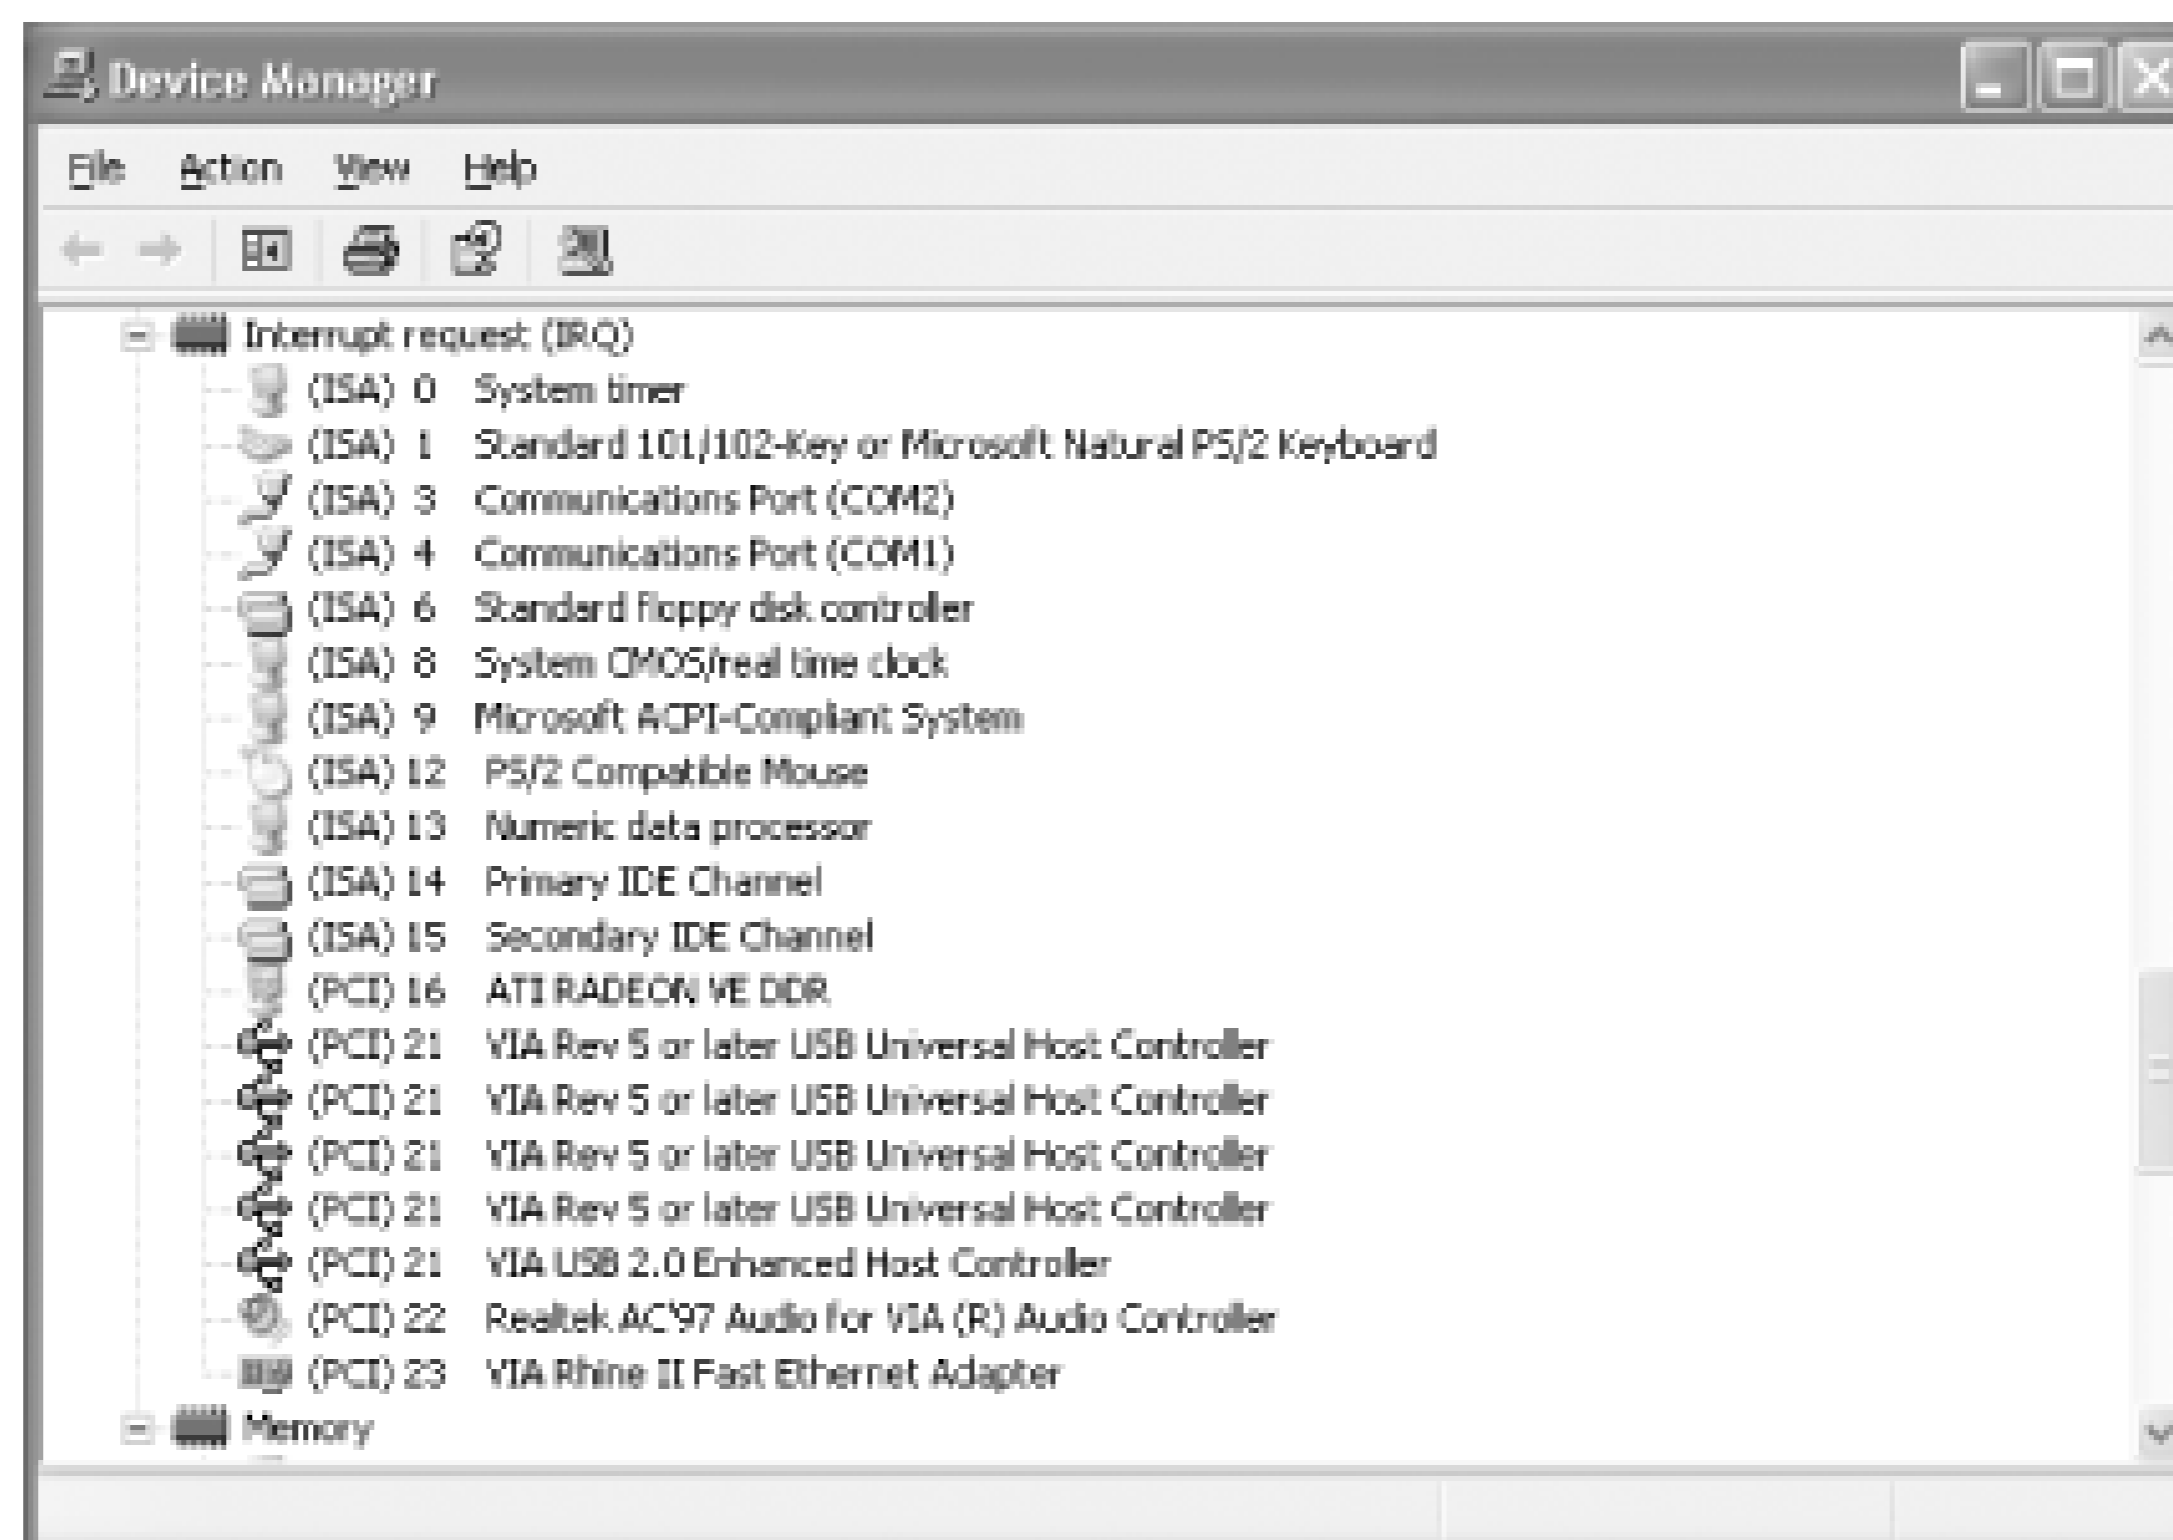 Device Manager
File Action View Help
Interrupt request (IRQ)
(ISA) 0 System timer
(ISA) 1 Standard 101/102-Key or Microsoft Natural PS/2 Keyboard
(ISA) 3 Communications Port (COM2)
(ISA) 4 Communications Port (COM1)
(ISA) 6 Standard floppy disk controller
(ISA) 8 System CMOS/real time clock
(ISA) 9 Microsoft ACPI-Compliant System
(ISA) 12 PS/2 Compatible Mouse
(ISA) 13 Numeric data processor
(ISA) 14 Primary IDE Channel
(ISA) 15 Secondary IDE Channel
(PCI) 16 ATI RADEON VE DDR
(PCI) 21 VIA Rev 5 or later USB Universal Host Controller
(PCI) 21 VIA Rev 5 or later USB Universal Host Controller
(PCI) 21 VIA Rev 5 or later USB Universal Host Controller
(PCI) 21 VIA Rev 5 or later USB Universal Host Controller
(PCI) 21 VIA USB 2.0 Enhanced Host Controller
(PCI) 22 Realtek AC'97 Audio for VIA (R) Audio Controller
(PCI) 23 VIA Rhine II Fast Ethernet Adapter
Memory